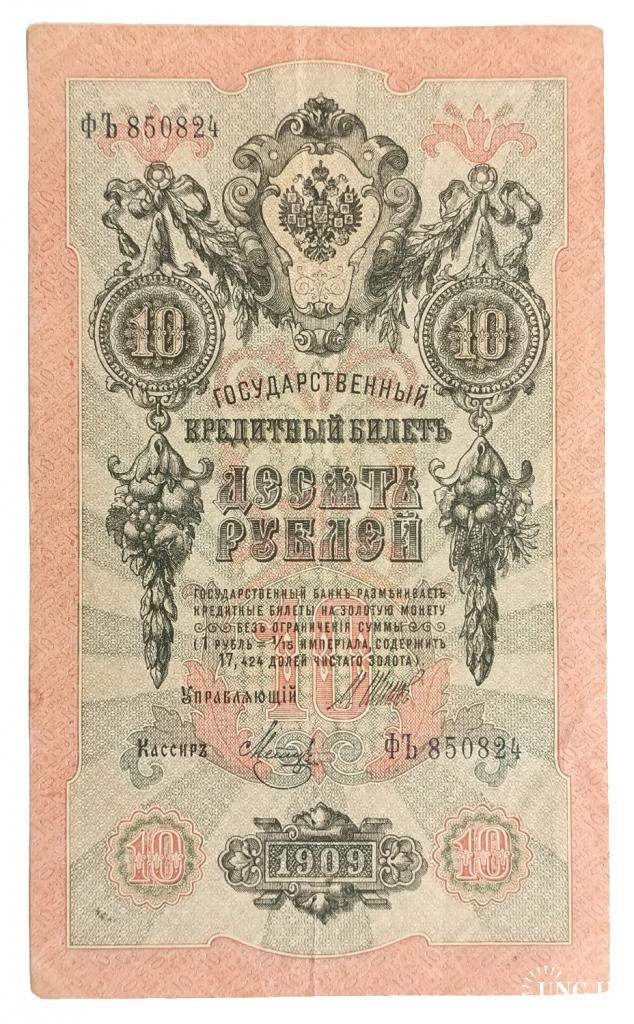 ФЪ 850824
10 10
ГОСУДАРСТВЕННЫЙ
КРЕДИТНЫЙ БИЛЕТЪ
ДЕСЯТЬ
РУБЛЕЙ
ГОСУДАРСТВЕННЫЙ БАНКЪ РАЗМѢНИВАЕТЪ
КРЕДИТНЫЕ БИЛЕТЫ НА ЗОЛОТУЮ МОНЕТУ
БЕЗЪ ОГРАНИЧЕНІЯ СУММЫ
(1 РУБЛЬ = 1/15 ИМПЕРІАЛА, СОДЕРЖИТЪ
17,424 ДОЛЕЙ ЧИСТАГО ЗОЛОТА).
10
УПРАВЛЯЮЩІЙ
КАССИРЪ ФЪ 850824
10 1909 10